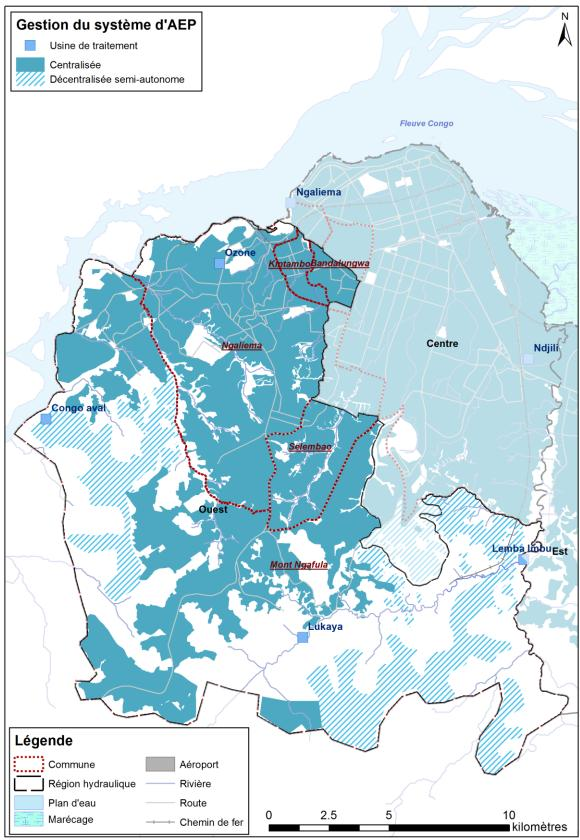 Gestion du système d'AEP
Usine de traitement
Centralisée
Décentralisée semi-autonome
N
Fleuve Congo
Ngaliema
Ozone
Kintambo
Bandalungwa
Ngaliema
Centre
Ndjili
Congo aval
Selembao
Ouest
Lemba Imbu
Est
Mont Ngafula
Lukaya
Légende
Commune
Région hydraulique
Plan d'eau
Marécage
Aéroport
Rivière
Route
Chemin de fer
0 2.5 5 10
kilomètres